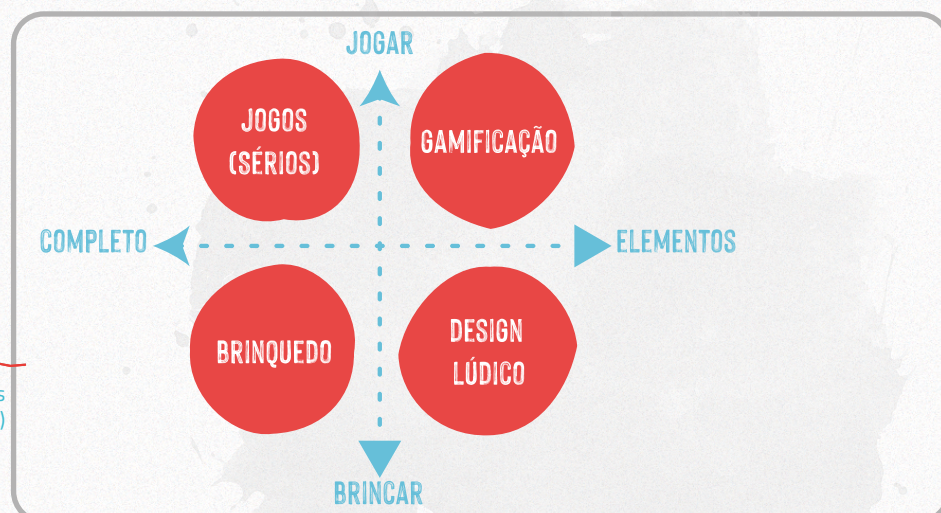 JOGAR
JOGOS
(SÉRIOS)
GAMIFICAÇÃO
COMPLETO
ELEMENTOS
BRINQUEDO
DESIGN
LÚDICO
BRINCAR